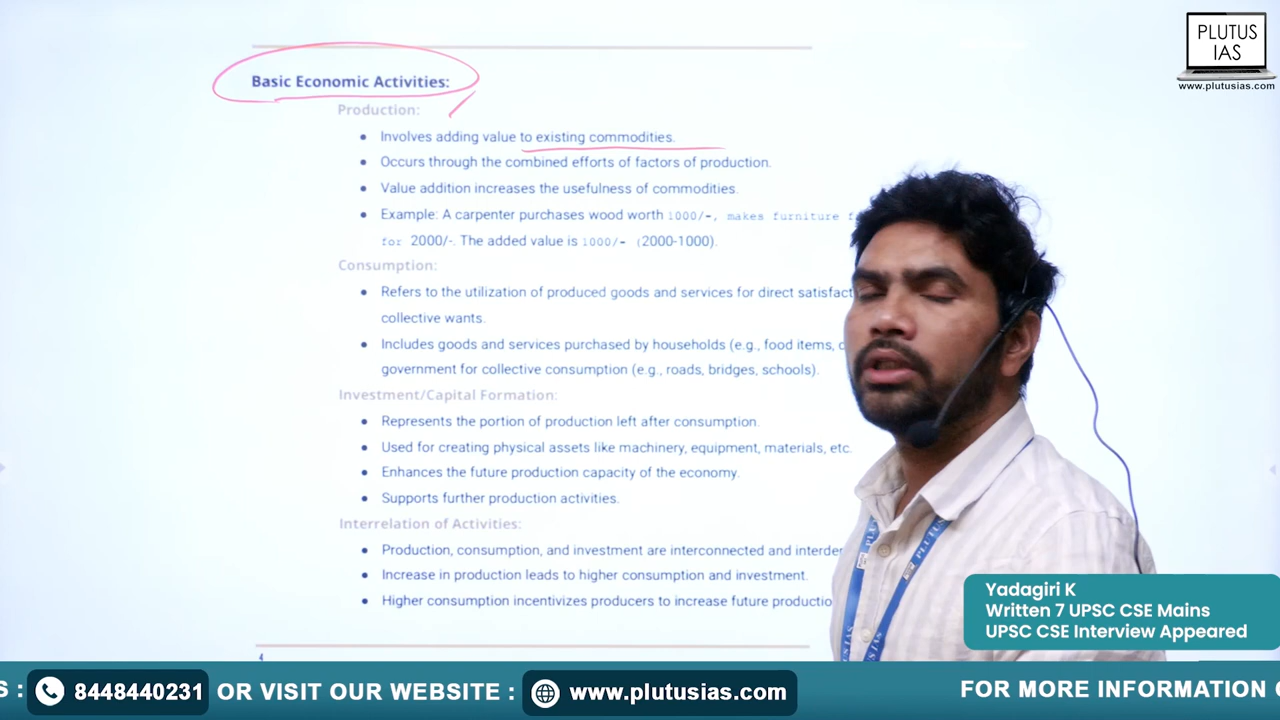 PLUTUS
IAS
www.plutusias.com
Basic Economic Activities:
Production:
• Involves adding value to existing commodities.
• Occurs through the combined efforts of factors of production.
• Value addition increases the usefulness of commodities.
• Example: A carpenter purchases wood worth 1000/-, makes furniture
for 2000/-. The added value is 1000/- (2000-1000).
Consumption:
• Refers to the utilization of produced goods and services for direct
collective wants.
• Includes goods and services purchased by households (e.g., food items,
government for collective consumption (e.g., roads, bridges, schools).
Investment/Capital Formation:
• Represents the portion of production left after consumption.
• Used for creating physical assets like machinery, equipment, materials, etc.
• Enhances the future production capacity of the economy.
• Supports further production activities.
Interrelation of Activities:
• Production, consumption, and investment are interconnected and
• Increase in production leads to higher consumption and investment.
• Higher consumption incentivizes producers to increase future
Yadagiri K
Written 7 UPSC CSE Mains
UPSC CSE Interview Appeared
S : 8448440231 OR VISIT OUR WEBSITE : www.plutusias.com FOR MORE INFORMATION